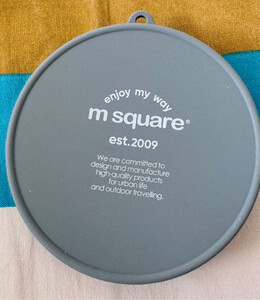 enjoy my way
m square®
est.2009
We are committed to
design and manufacture
high-quality products
for urban life
and outdoor travelling.